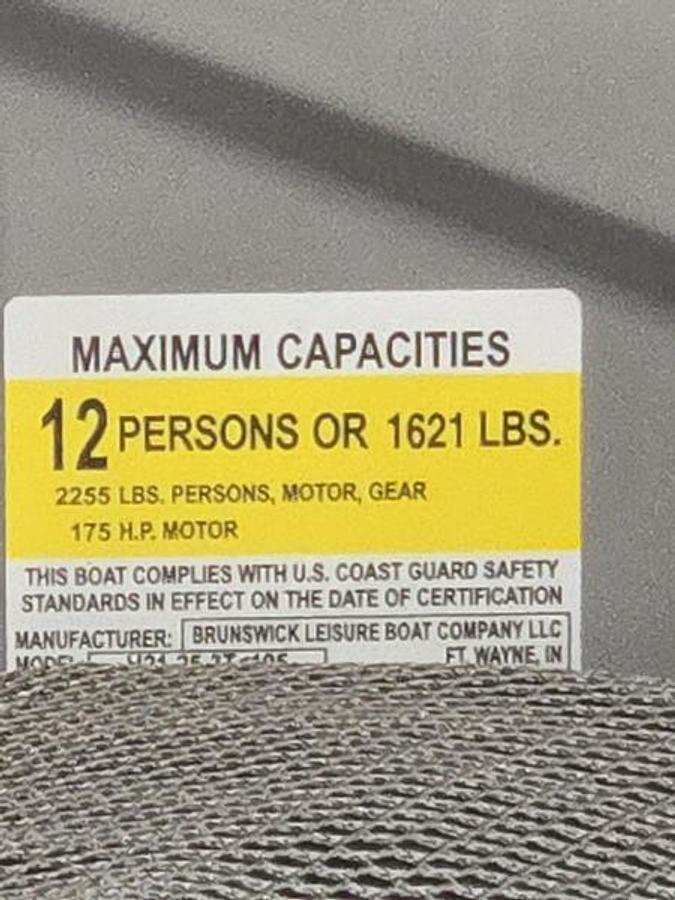 MAXIMUM CAPACITIES
12 PERSONS OR 1621 LBS.
2255 LBS. PERSONS, MOTOR, GEAR
175 H.P. MOTOR
THIS BOAT COMPLIES WITH U.S. COAST GUARD SAFETY
STANDARDS IN EFFECT ON THE DATE OF CERTIFICATION
MANUFACTURER: BRUNSWICK LEISURE BOAT COMPANY LLC
FT. WAYNE, IN